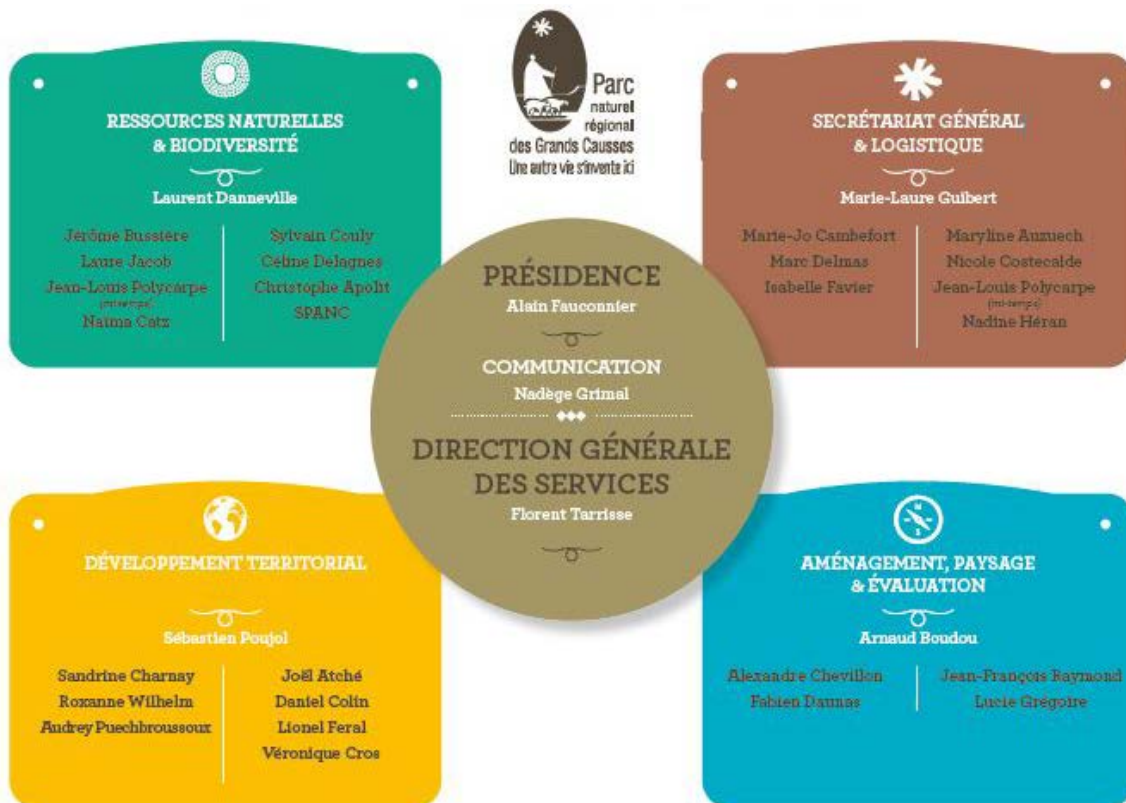 RESSOURCES NATURELLES
& BIODIVERSITÉ
Laurent Danneville
Jérôme Bussière
Laure Jacob
Jean-Louis Polycarpe
(mi-temps)
Naïma Catz
Sylvain Couly
Céline Delagnes
Christophe Apolit
SPANC
Parc
naturel
régional
des Grands Causses
Une autre vie s'invente ici
SECRÉTARIAT GÉNÉRAL
& LOGISTIQUE
Marie-Laure Guibert
Marie-Jo Cambefort
Marc Delmas
Isabelle Favier
Maryline Auzuech
Nicole Costecalde
Jean-Louis Polycarpe
(mi-temps)
Nadine Héran
PRÉSIDENCE
Alain Fauconnier
COMMUNICATION
Nadège Grimal
DIRECTION GÉNÉRALE
DES SERVICES
Florent Tarrisse
DÉVELOPPEMENT TERRITORIAL
Sébastien Poujol
Sandrine Charnay
Roxanne Wilhelm
Audrey Puechbroussoux
Joël Atché
Daniel Colin
Lionel Feral
Véronique Cros
AMÉNAGEMENT, PAYSAGE
& ÉVALUATION
Arnaud Boudou
Alexandre Chevillon
Fabien Daunas
Jean-François Raymond
Lucie Grégoire